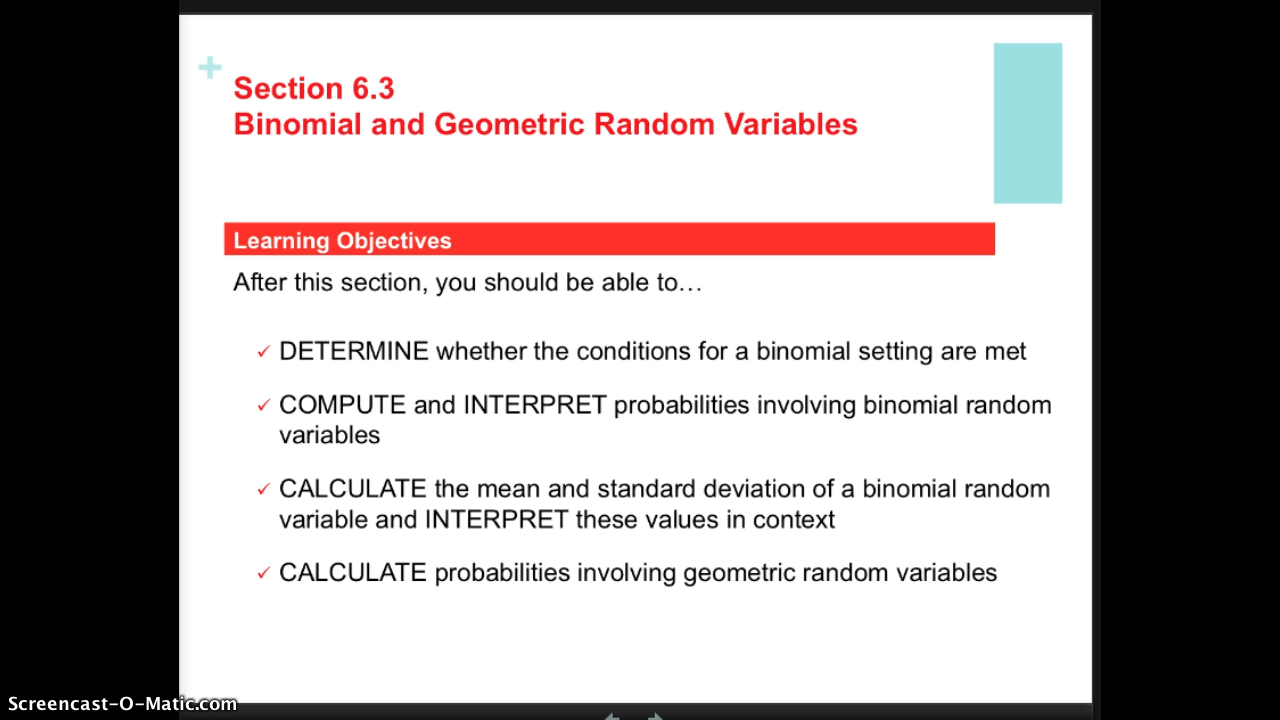 Section 6.3
Binomial and Geometric Random Variables
Learning Objectives
After this section, you should be able to…
✓ DETERMINE whether the conditions for a binomial setting are met
✓ COMPUTE and INTERPRET probabilities involving binomial random
variables
✓ CALCULATE the mean and standard deviation of a binomial random
variable and INTERPRET these values in context
✓ CALCULATE probabilities involving geometric random variables
Screencast-O-Matic.com